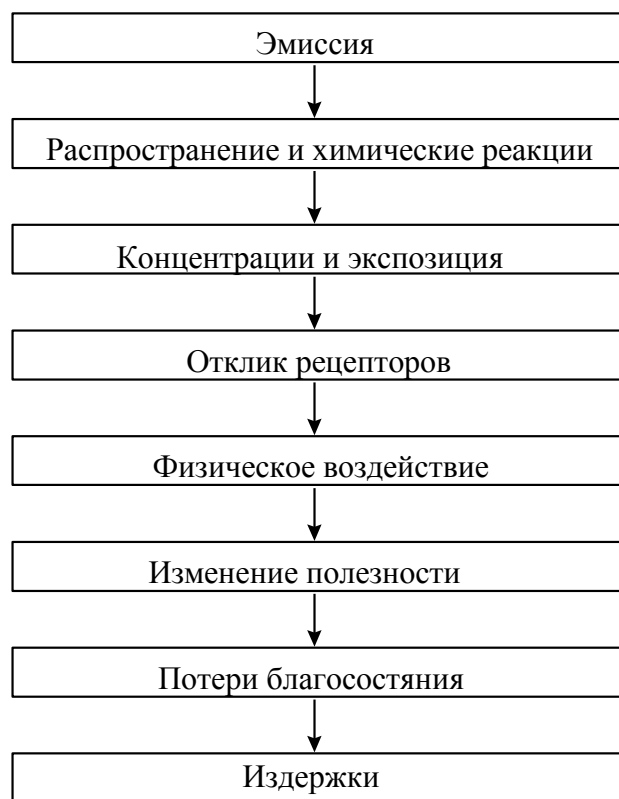 Эмиссия
Распространение и химические реакции
Концентрации и экспозиция
Отклик рецепторов
Физическое воздействие
Изменение полезности
Потери благосостяния
Издержки